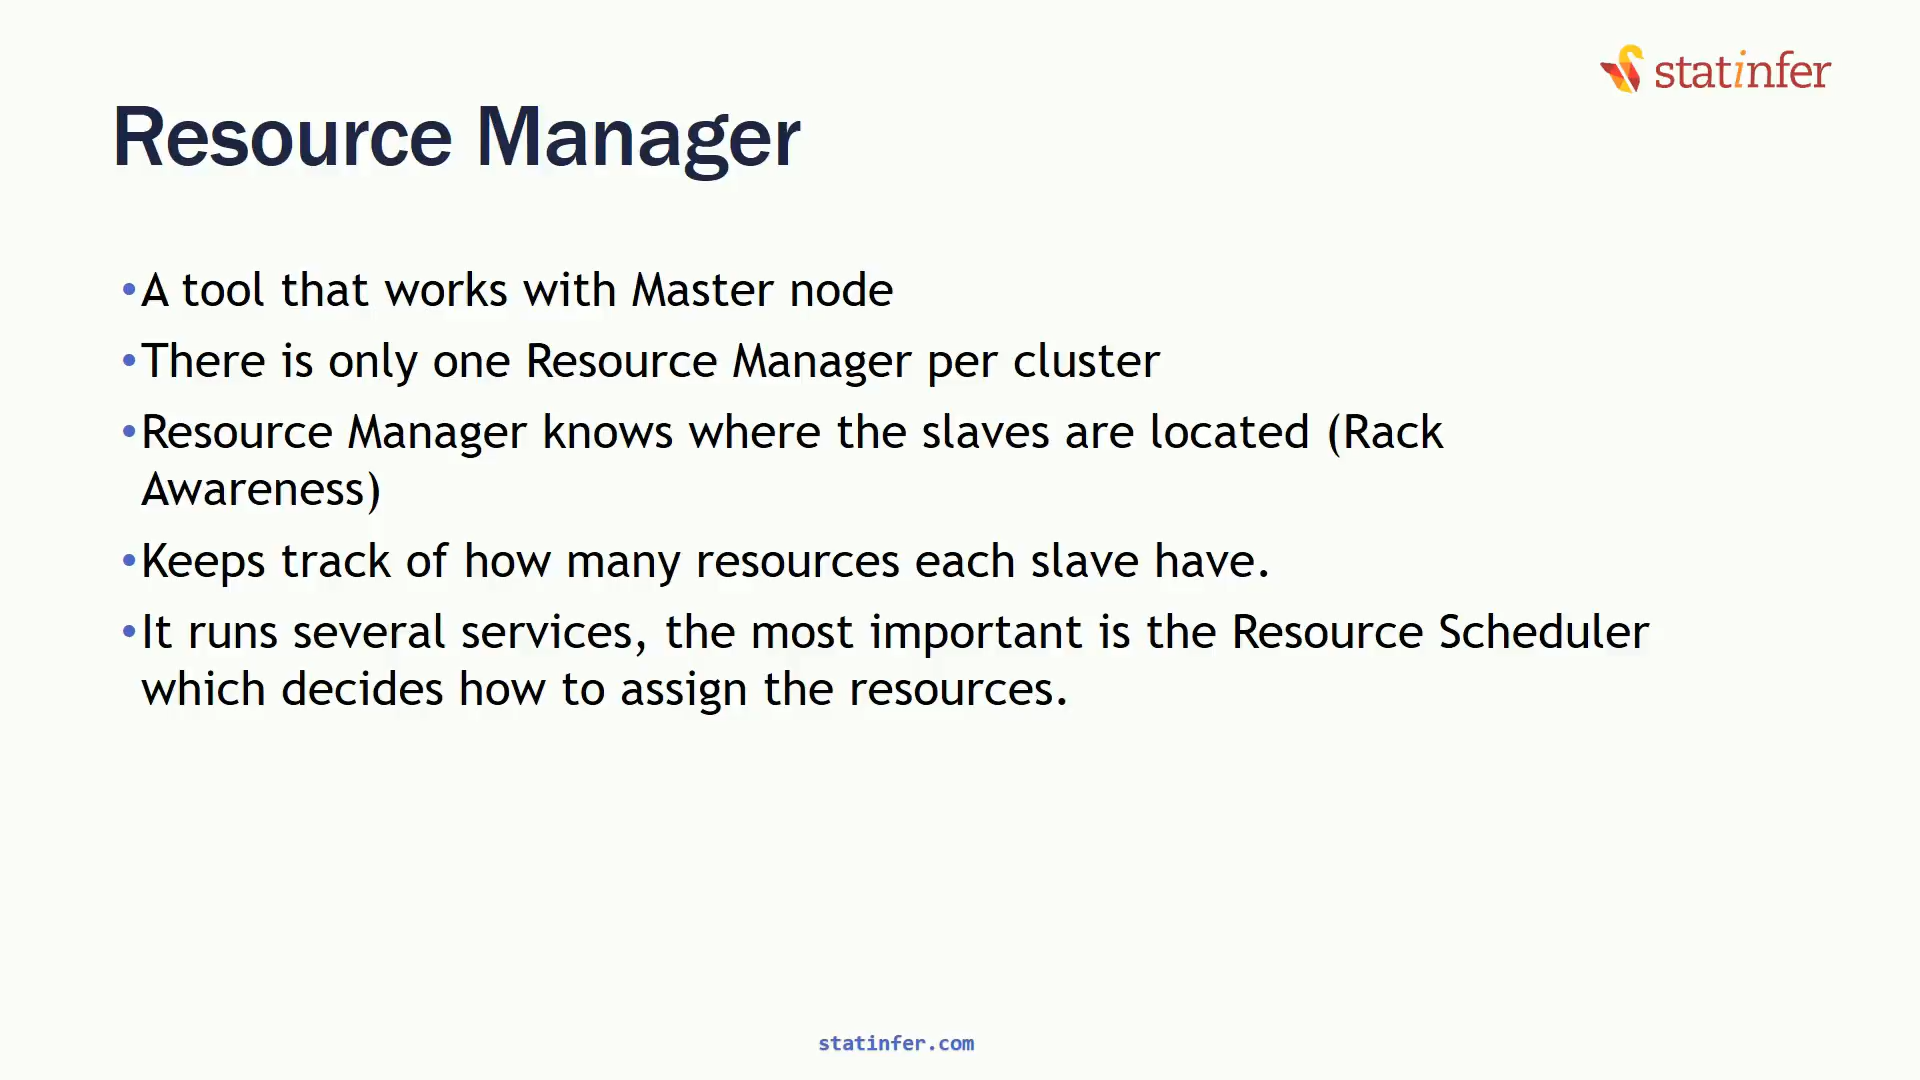 statinfer
Resource Manager
•A tool that works with Master node
•There is only one Resource Manager per cluster
•Resource Manager knows where the slaves are located (Rack
Awareness)
•Keeps track of how many resources each slave have.
•It runs several services, the most important is the Resource Scheduler
which decides how to assign the resources.
statinfer.com